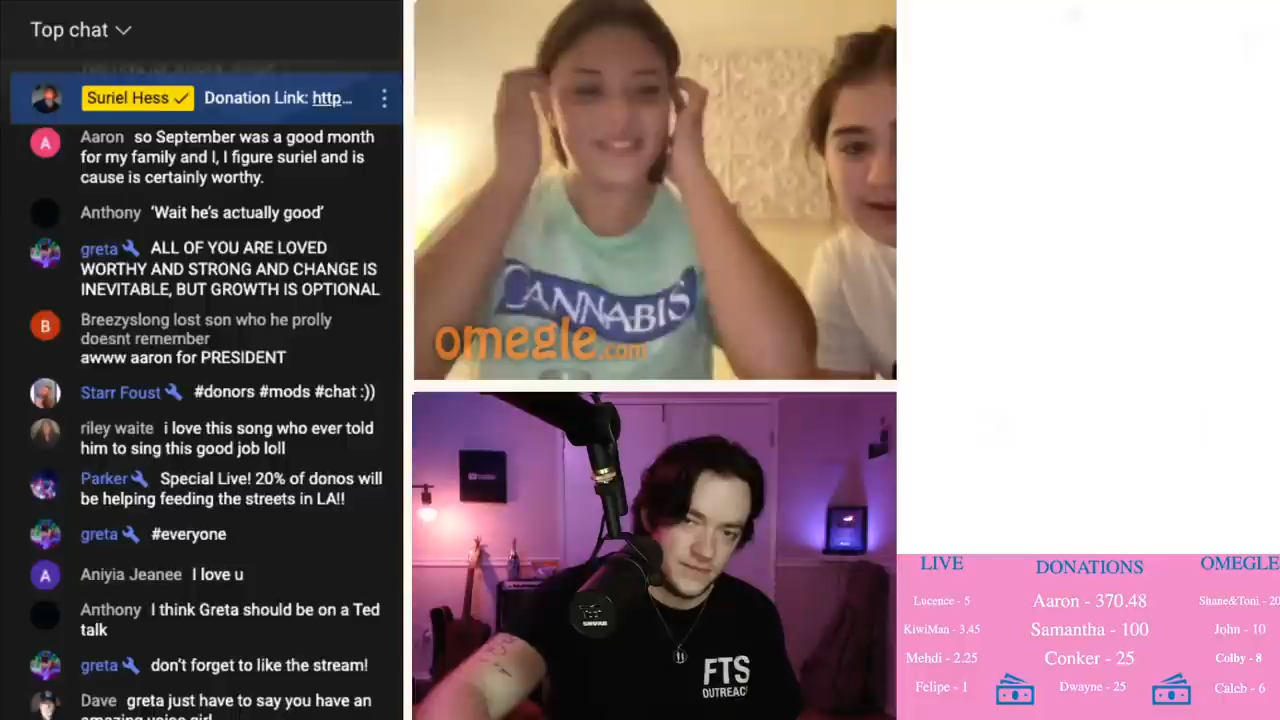 Top chat
Suriel Hess Donation Link: http...
Aaron so September was a good month
for my family and I, I figure suriel and is
cause is certainly worthy.
Anthony ‘Wait he's actually good’
greta ALL OF YOU ARE LOVED
WORTHY AND STRONG AND CHANGE IS
INEVITABLE, BUT GROWTH IS OPTIONAL
Breezyslong lost son who he prolly
doesnt remember
awww aaron for PRESIDENT
Starr Foust #donors #mods #chat :))
riley waite i love this song who ever told
him to sing this good job loll
Parker Special Live! 20% of donos will
be helping feeding the streets in LA!!
greta #everyone
Aniyia Jeanee I love u
Anthony I think Greta should be on a Ted
talk
greta don't forget to like the stream!
Dave greta just have to say you have an
amazing voice girl
A
B
A
CANNABIS
omegle.com
SHURE
FTS
OUTREACH
LIVE
Lucence - 5
KiwiMan - 3.45
Mehdi - 2.25
Felipe - 1
DONATIONS
Aaron - 370.48
Samantha - 100
Conker - 25
Dwayne - 25
OMEGLE
Shane&Toni - 20
John - 10
Colby - 8
Caleb - 6